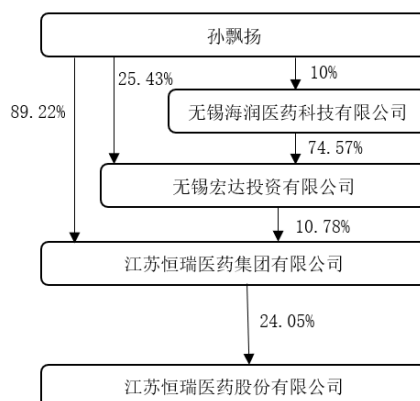 孙飘扬
25.43%
10%
89.22%
无锡海润医药科技有限公司
74.57%
无锡宏达投资有限公司
10.78%
江苏恒瑞医药集团有限公司
24.05%
江苏恒瑞医药股份有限公司